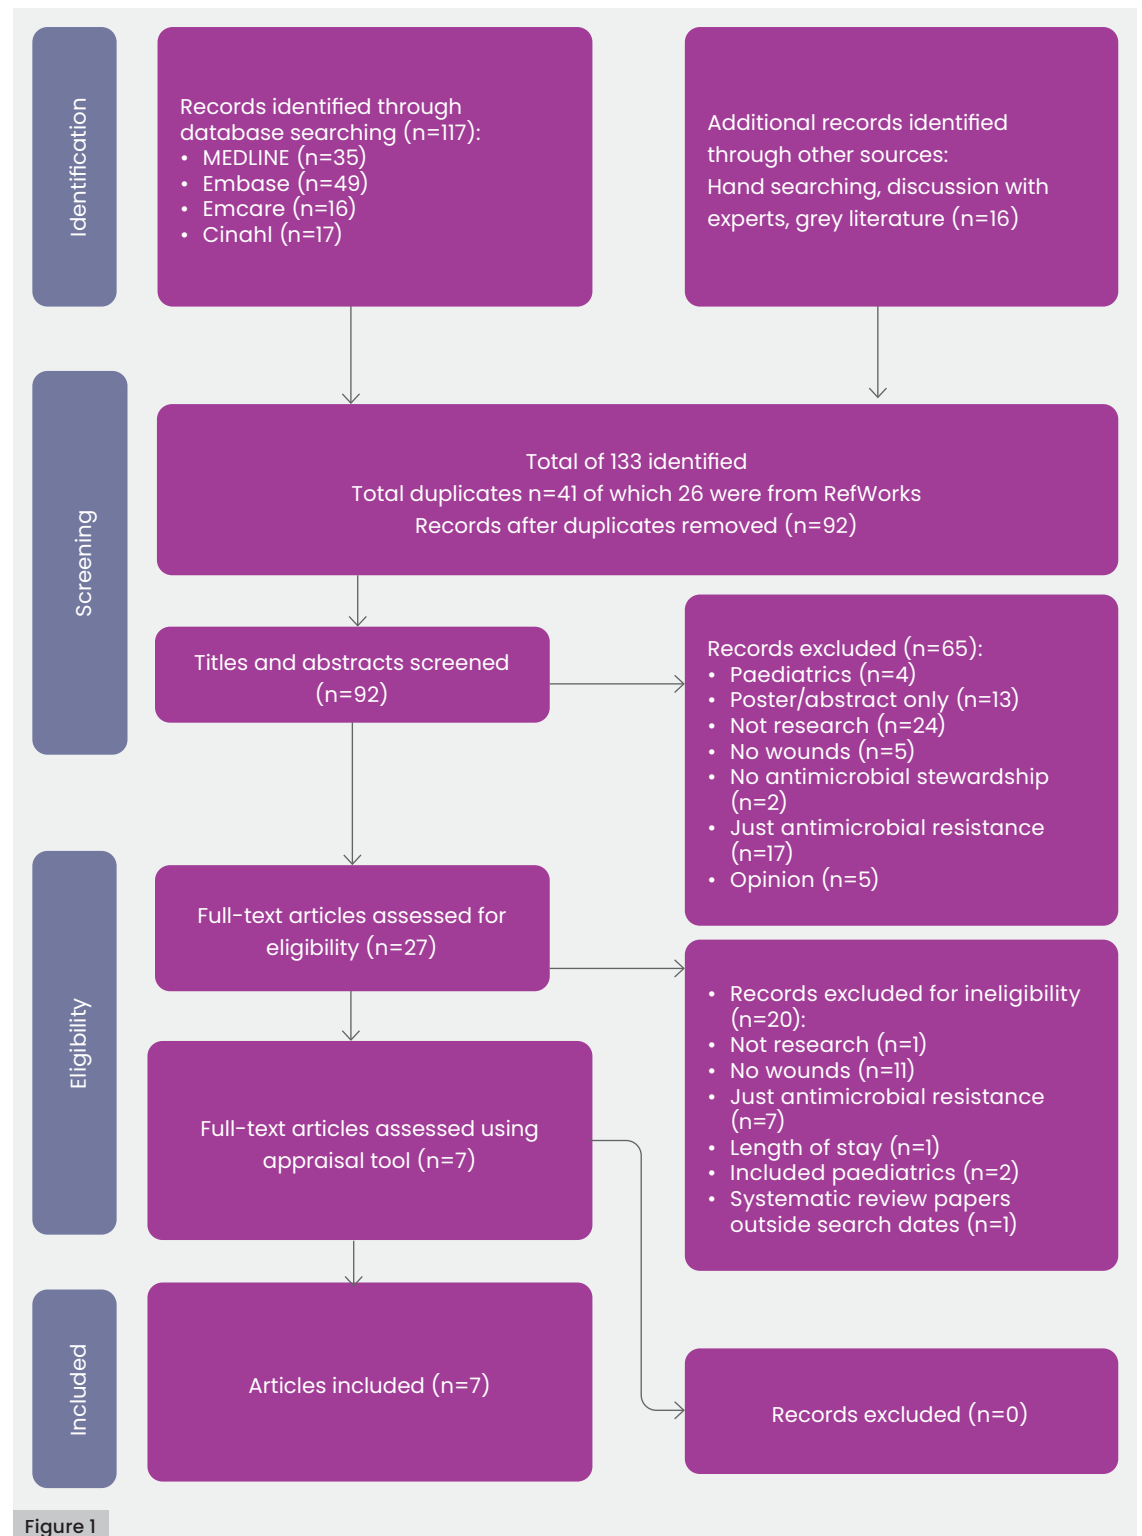 Identification
Records identified through
database searching (n=117):
• MEDLINE (n=35)
• Embase (n=49)
• Emcare (n=16)
• Cinahl (n=17)
Additional records identified
through other sources:
Hand searching, discussion with
experts, grey literature (n=16)
Screening
Total of 133 identified
Total duplicates n=41 of which 26 were from RefWorks
Records after duplicates removed (n=92)
Titles and abstracts screened
(n=92)
Records excluded (n=65):
• Paediatrics (n=4)
• Poster/abstract only (n=13)
• Not research (n=24)
• No wounds (n=5)
• No antimicrobial stewardship
(n=2)
• Just antimicrobial resistance
(n=17)
• Opinion (n=5)
Eligibility
Full-text articles assessed for
eligibility (n=27)
• Records excluded for ineligibility
(n=20):
• Not research (n=1)
• No wounds (n=11)
• Just antimicrobial resistance
(n=7)
• Length of stay (n=1)
• Included paediatrics (n=2)
• Systematic review papers
outside search dates (n=1)
Full-text articles assessed using
appraisal tool (n=7)
Included
Articles included (n=7)
Records excluded (n=0)
Figure 1